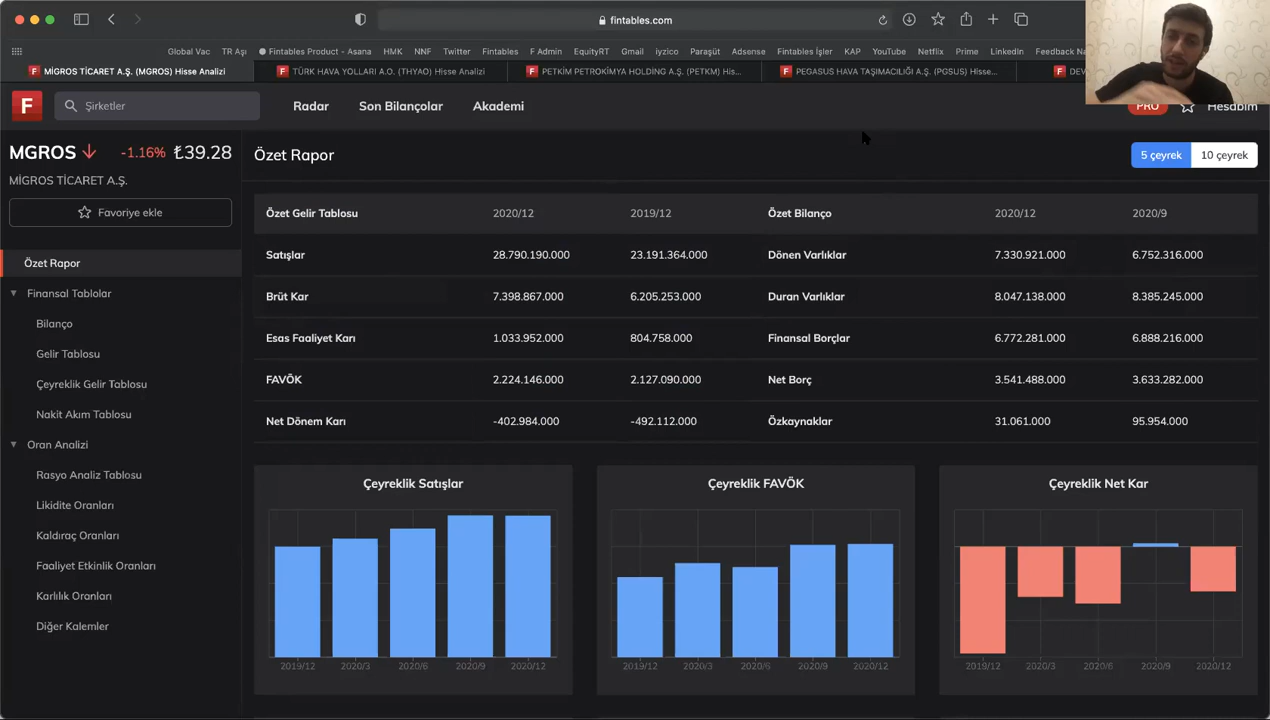 fintables.com
Global Vac TR Aşı Fintables Product - Asana HMK NNF Twitter Fintables F Admin EquityRT Gmail iyzico Paraşüt Adsense Fintables İşler KAP YouTube Netflix Prime LinkedIn Feedback
MİGROS TİCARET A.Ş. (MGROS) Hisse Analizi
TÜRK HAVA YOLLARI A.O. (THYAO) Hisse Analizi
PETKİM PETROKİMYA HOLDİNG A.Ş. (PETKM) His...
PEGASUS HAVA TAŞIMACILIĞI A.Ş. (PGSUS) Hisse...
DEV
F Şirketler Radar Son Bilançolar Akademi PRO Hesabım
MGROS -1.16% ₺39.28
MİGROS TİCARET A.Ş.
Favoriye ekle
Özet Rapor
Finansal Tablolar
Bilanço
Gelir Tablosu
Çeyreklik Gelir Tablosu
Nakit Akım Tablosu
Oran Analizi
Rasyo Analiz Tablosu
Likidite Oranları
Kaldıraç Oranları
Faaliyet Etkinlik Oranları
Karlılık Oranları
Diğer Kalemler
Özet Rapor 5 çeyrek 10 çeyrek
Özet Gelir Tablosu 2020/12 2019/12 Özet Bilanço 2020/12 2020/9
Satışlar 28.790.190.000 23.191.364.000 Dönen Varlıklar 7.330.921.000 6.752.316.000
Brüt Kar 7.398.867.000 6.205.253.000 Duran Varlıklar 8.047.138.000 8.385.245.000
Esas Faaliyet Karı 1.033.952.000 804.758.000 Finansal Borçlar 6.772.281.000 6.888.216.000
FAVÖK 2.224.146.000 2.127.090.000 Net Borç 3.541.488.000 3.633.282.000
Net Dönem Karı -402.984.000 -492.112.000 Özkaynaklar 31.061.000 95.954.000
Çeyreklik Satışlar
2019/12 2020/3 2020/6 2020/9 2020/12
Çeyreklik FAVÖK
2019/12 2020/3 2020/6 2020/9 2020/12
Çeyreklik Net Kar
2019/12 2020/3 2020/6 2020/9 2020/12